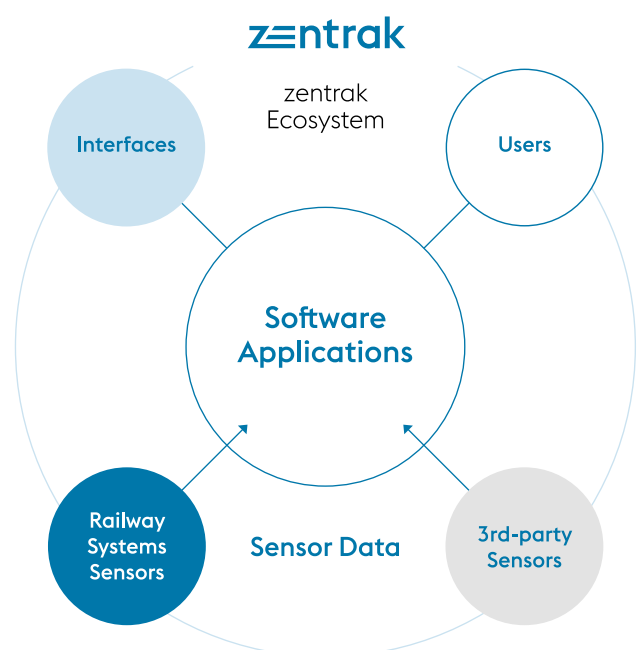 zentrak
zentrak
Ecosystem
Interfaces
Users
Software
Applications
Railway
Systems
Sensors
Sensor Data
3rd-party
Sensors